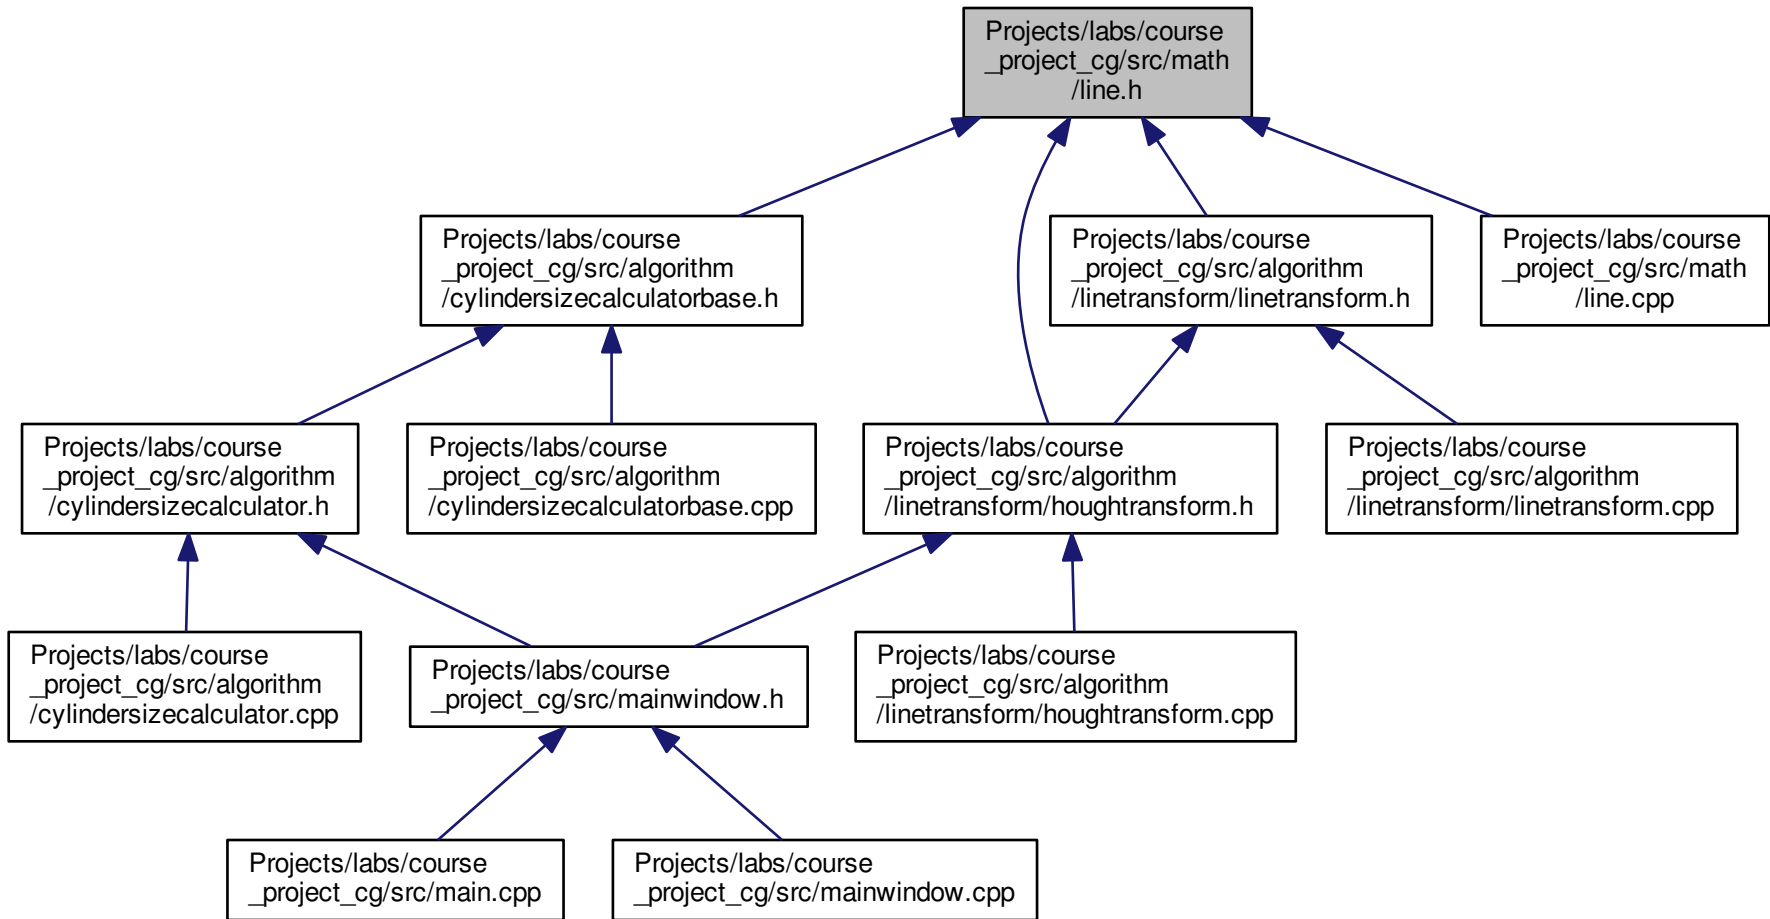 Projects/labs/course
_project_cg/src/math
/line.h
Projects/labs/course
_project_cg/src/algorithm
/cylindersizecalculatorbase.h
Projects/labs/course
_project_cg/src/algorithm
/linetransform/linetransform.h
Projects/labs/course
_project_cg/src/math
/line.cpp
Projects/labs/course
_project_cg/src/algorithm
/cylindersizecalculator.h
Projects/labs/course
_project_cg/src/algorithm
/cylindersizecalculatorbase.cpp
Projects/labs/course
_project_cg/src/algorithm
/linetransform/houghtransform.h
Projects/labs/course
_project_cg/src/algorithm
/linetransform/linetransform.cpp
Projects/labs/course
_project_cg/src/algorithm
/cylindersizecalculator.cpp
Projects/labs/course
_project_cg/src/mainwindow.h
Projects/labs/course
_project_cg/src/algorithm
/linetransform/houghtransform.cpp
Projects/labs/course
_project_cg/src/main.cpp
Projects/labs/course
_project_cg/src/mainwindow.cpp